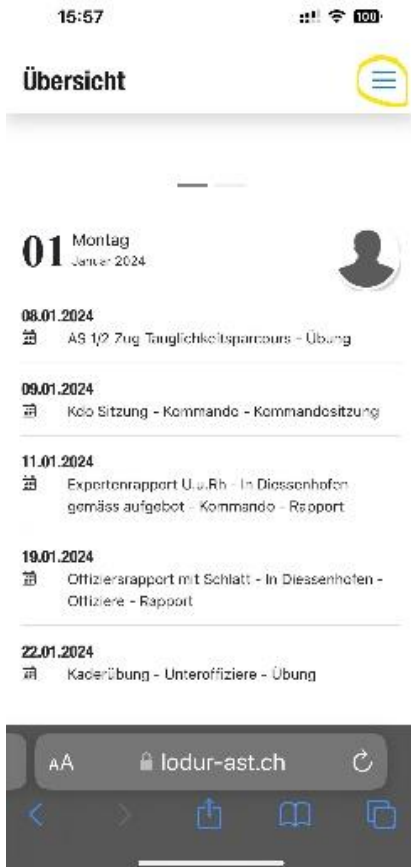 15:57
100
Übersicht
01 Montag
Januar 2024
08.01.2024
AS 1/2 Zug Tauglichkeitsparcours - Übung
09.01.2024
Kdo Sitzung - Kommando - Kommandositzung
11.01.2024
Expertenrapport U.u.Rh - In Diessenhofen
gemäss aufgebot - Kommando - Rapport
19.01.2024
Offiziersrapport mit Schlatt - In Diessenhofen -
Offiziere - Rapport
22.01.2024
Kaderübung - Unteroffiziere - Übung
AA lodur-ast.ch